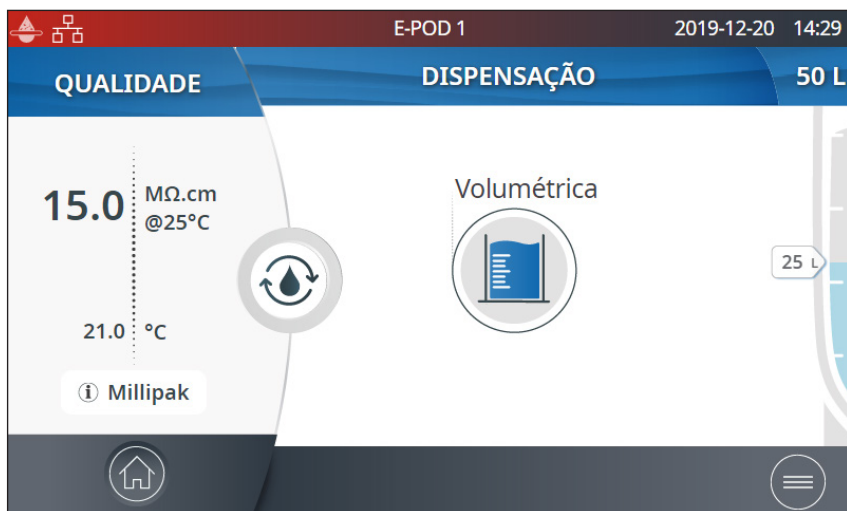 E-POD 1
2019-12-20 14:29
QUALIDADE
DISPENSAÇÃO
50 L
15.0 MΩ.cm
@25°C
21.0 °C
i Millipak
Volumétrica
25 L